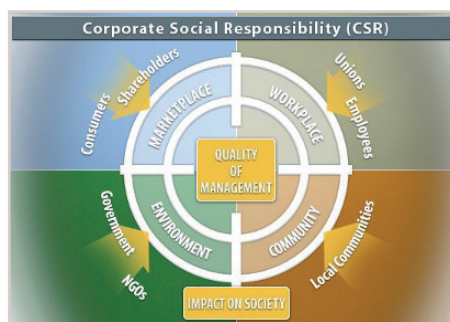 Corporate Social Responsibility (CSR)
Consumers
Shareholders
MARKETPLACE
WORKPLACE
Unions
Employees
QUALITY
OF
MANAGEMENT
Government
NGOs
ENVIRONMENT
COMMUNITY
Local Communities
IMPACT ON SOCIETY